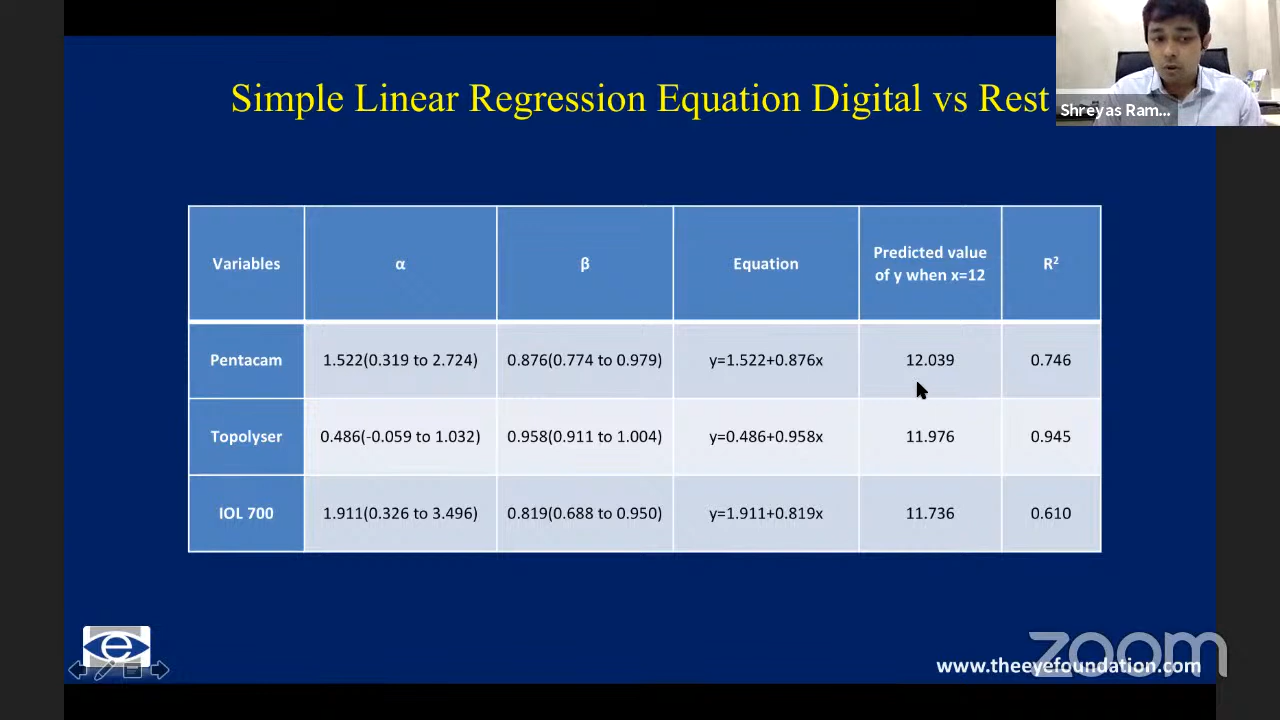 Simple Linear Regression Equation Digital vs Rest
Shreyas Ram...
Variables α β Equation Predicted value of y when x=12 R²
Pentacam 1.522(0.319 to 2.724) 0.876(0.774 to 0.979) y=1.522+0.876x 12.039 0.746
Topolyser 0.486(-0.059 to 1.032) 0.958(0.911 to 1.004) y=0.486+0.958x 11.976 0.945
IOL 700 1.911(0.326 to 3.496) 0.819(0.688 to 0.950) y=1.911+0.819x 11.736 0.610
e
zoom
www.theeyefoundation.com